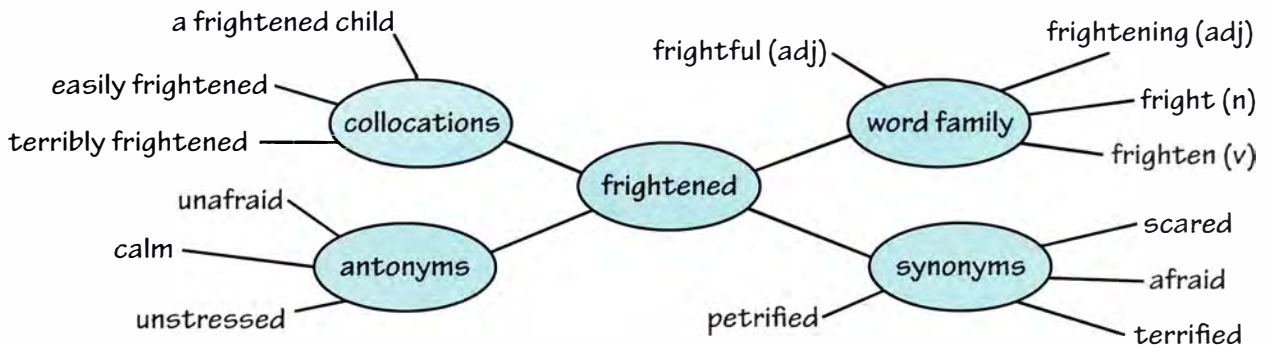 a frightened child
easily frightened
terribly frightened
collocations
frightful (adj)
frightening (adj)
fright (n)
frighten (v)
word family
frightened
unafraid
calm
unstressed
antonyms
synonyms
scared
afraid
terrified
petrified